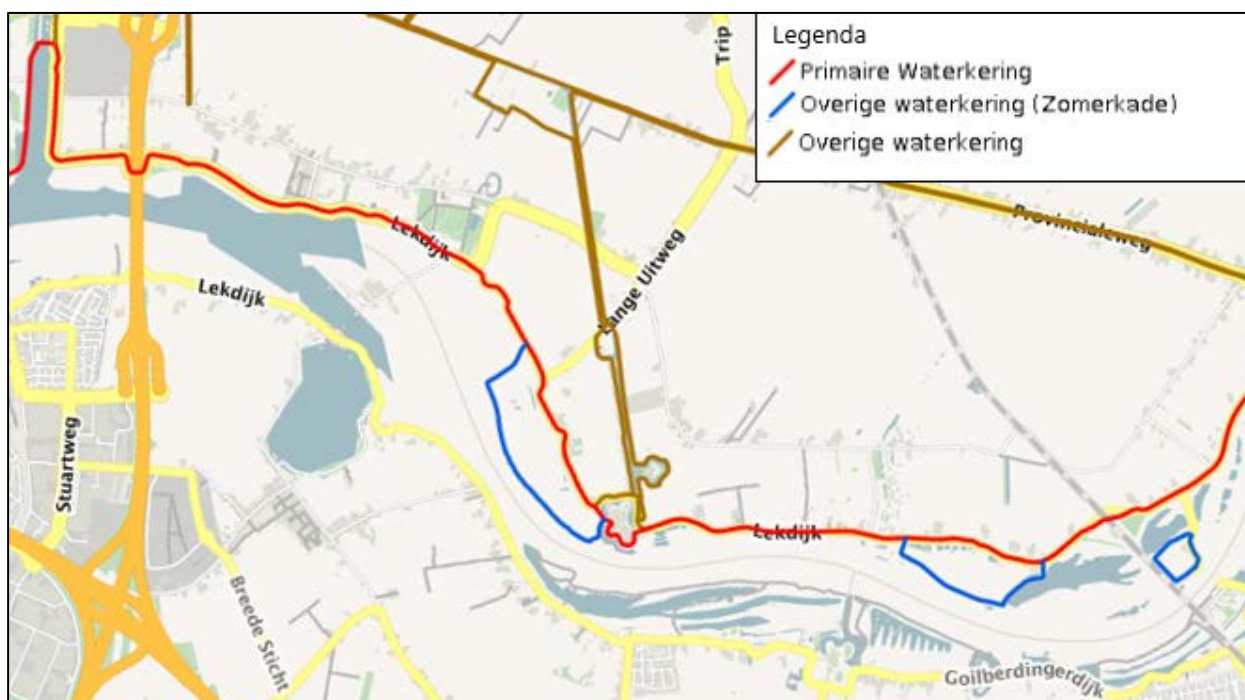 Legenda
Primaire Waterkering
Overige waterkering (Zomerkade)
Overige waterkering
Trip
Provincialeweg
Lekdijk
Lange Uitweg
Lekdijk
Stuartweg
Lekdijk
Breede Sticht
Goilberdingerdijk